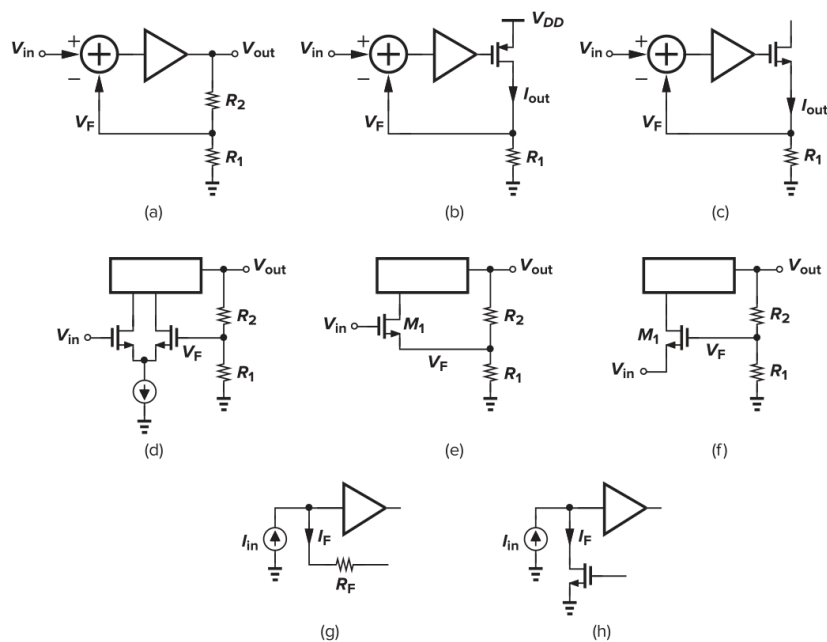 V_DD
V_in + − V_F V_out R_2 R_1
V_in + − V_F I_out R_1
V_in + − V_F I_out R_1
(a) (b) (c)
V_in V_F V_out R_2 R_1
V_in M_1 V_F V_out R_2 R_1
M_1 V_in V_F V_out R_2 R_1
(d) (e) (f)
I_in I_F R_F
I_in I_F
(g) (h)